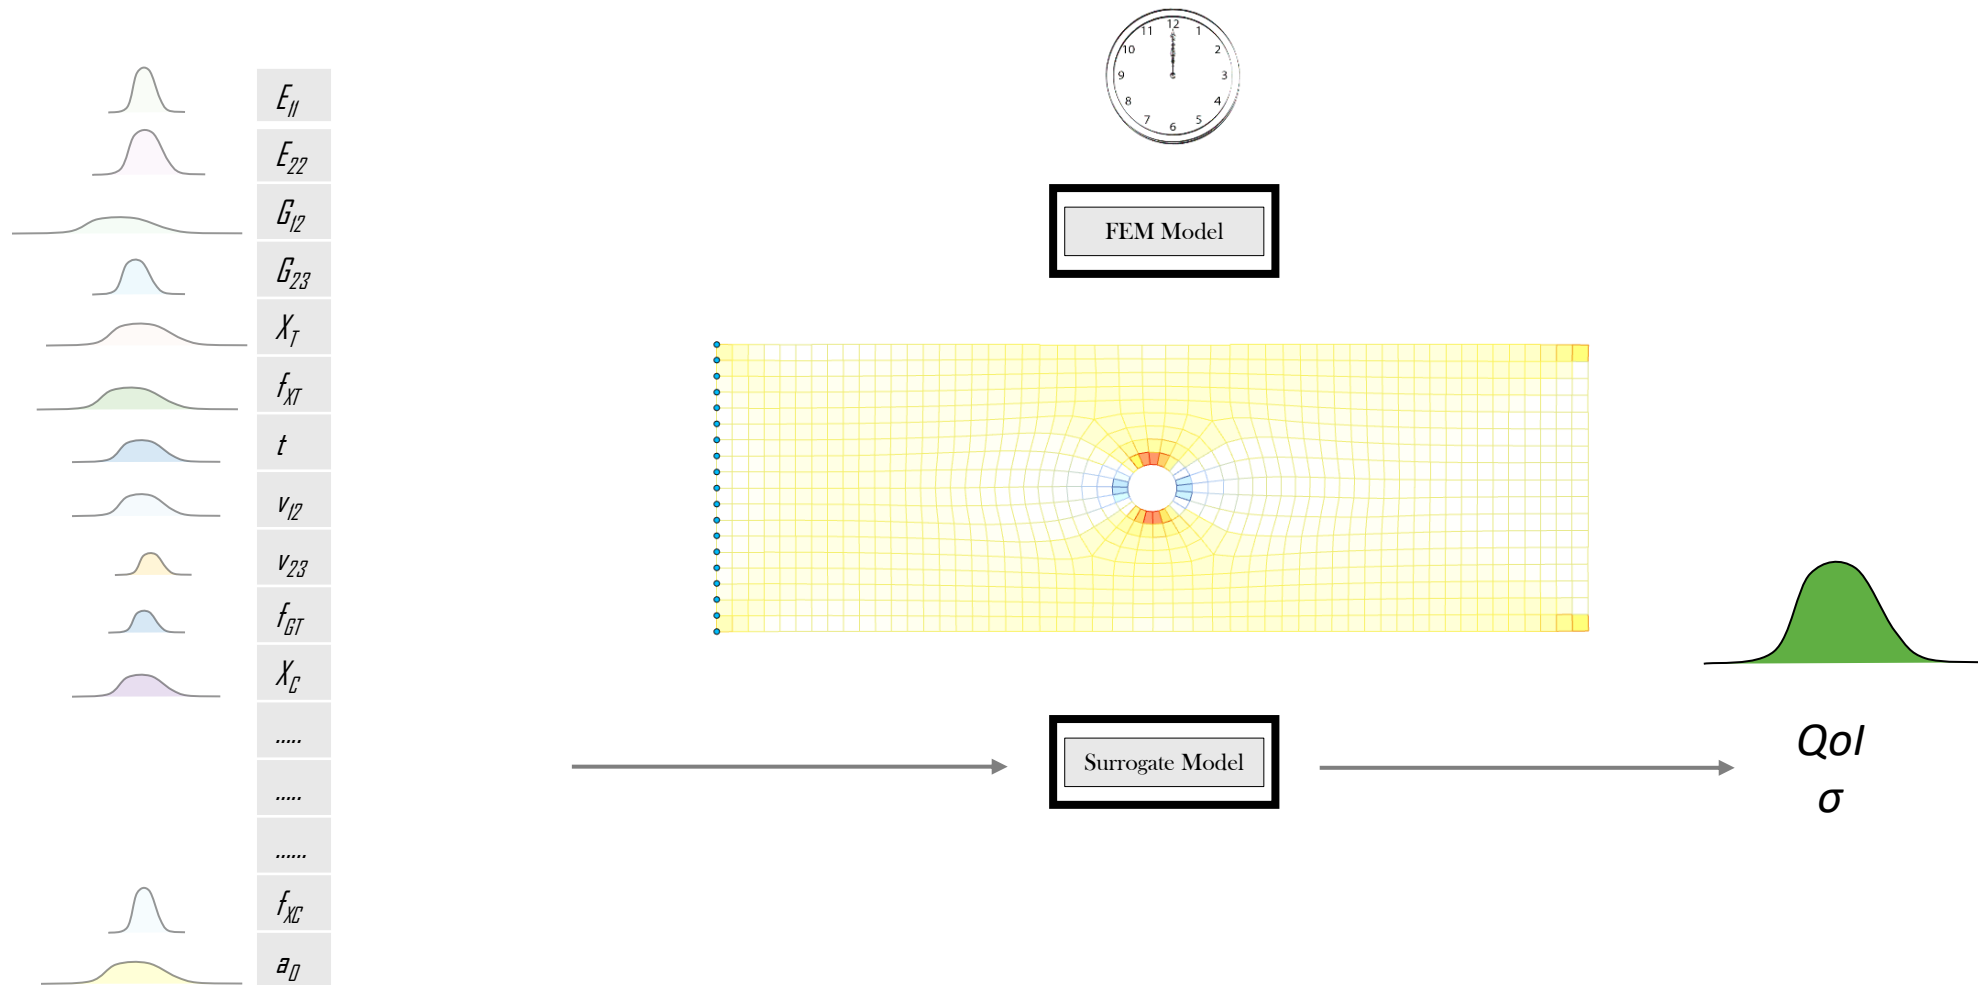 12
11 1
10 2
9 3
8 4
7 5
6
E11
E22
G12
G23
XT
fXT
t
v12
v23
fGT
XC
.....
.....
......
fXC
a0
FEM Model
Surrogate Model
QoI
σ